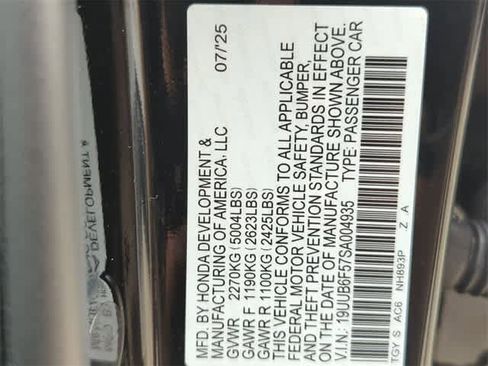 MFD. BY HONDA DEVELOPMENT &
MANUFACTURING OF AMERICA, LLC 07/'25
GVWR 2270KG(5004LBS)
GAWR F 1190KG(2623LBS)
GAWR R 1100KG(2425LBS)
THIS VEHICLE CONFORMS TO ALL APPLICABLE
FEDERAL MOTOR VEHICLE SAFETY, BUMPER,
AND THEFT PREVENTION STANDARDS IN EFFECT
ON THE DATE OF MANUFACTURE SHOWN ABOVE.
V.I.N.: 19UUB6F57SA004935 TYPE: PASSENGER CAR
TGY S AC6 NH893P Z A
DEVELOPMENT &